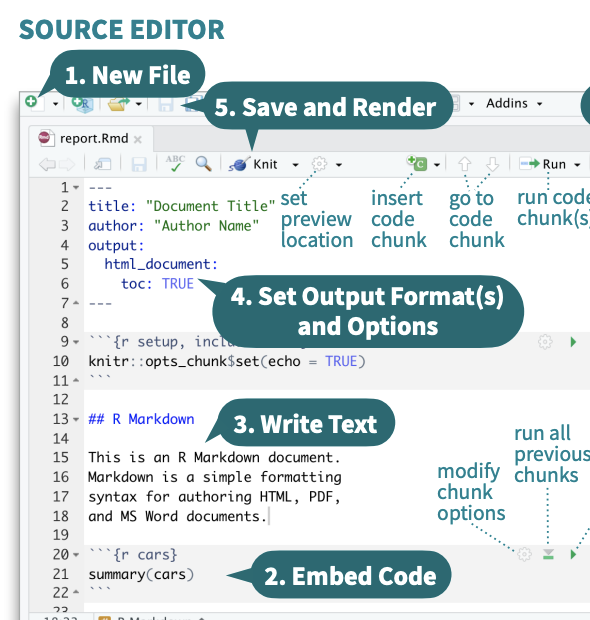 SOURCE EDITOR
1. New File
5. Save and Render
Addins
report.Rmd
ABC
Knit
Run
set
preview
location
insert
code
chunk
go to
code
chunk
run code
chunk(s)
1 ---
2 title: "Document Title"
3 author: "Author Name"
4 output:
5 html_document:
6 toc: TRUE
7 ---
8
4. Set Output Format(s)
and Options
9 ```{r setup, inclu
10 knitr::opts_chunk$set(echo = TRUE)
11 ```
12
13 ## R Markdown
3. Write Text
14
15 This is an R Markdown document.
16 Markdown is a simple formatting
17 syntax for authoring HTML, PDF,
18 and MS Word documents.
19
run all
previous
chunks
modify
chunk
options
20 ```{r cars}
21 summary(cars)
22 ```
2. Embed Code
23